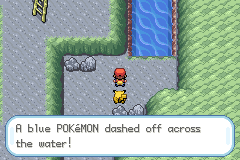 A blue POKéMON dashed off across
the water!